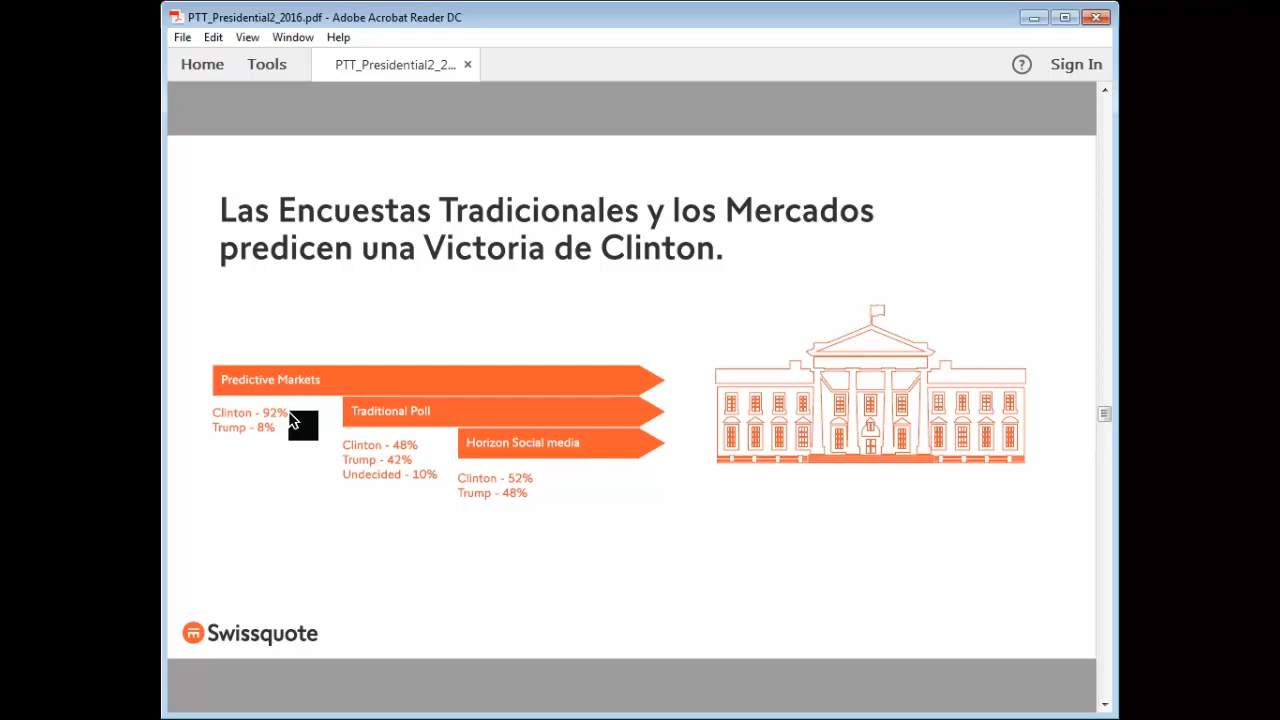 PTT_Presidential2_2016.pdf - Adobe Acrobat Reader DC
File Edit View Window Help
Home Tools PTT_Presidential2_2... × ? Sign In
Las Encuestas Tradicionales y los Mercados
predicen una Victoria de Clinton.
Predictive Markets
Clinton - 92%
Trump - 8%
Traditional Poll
Clinton - 48%
Trump - 42%
Undecided - 10%
Horizon Social media
Clinton - 52%
Trump - 48%
Swissquote